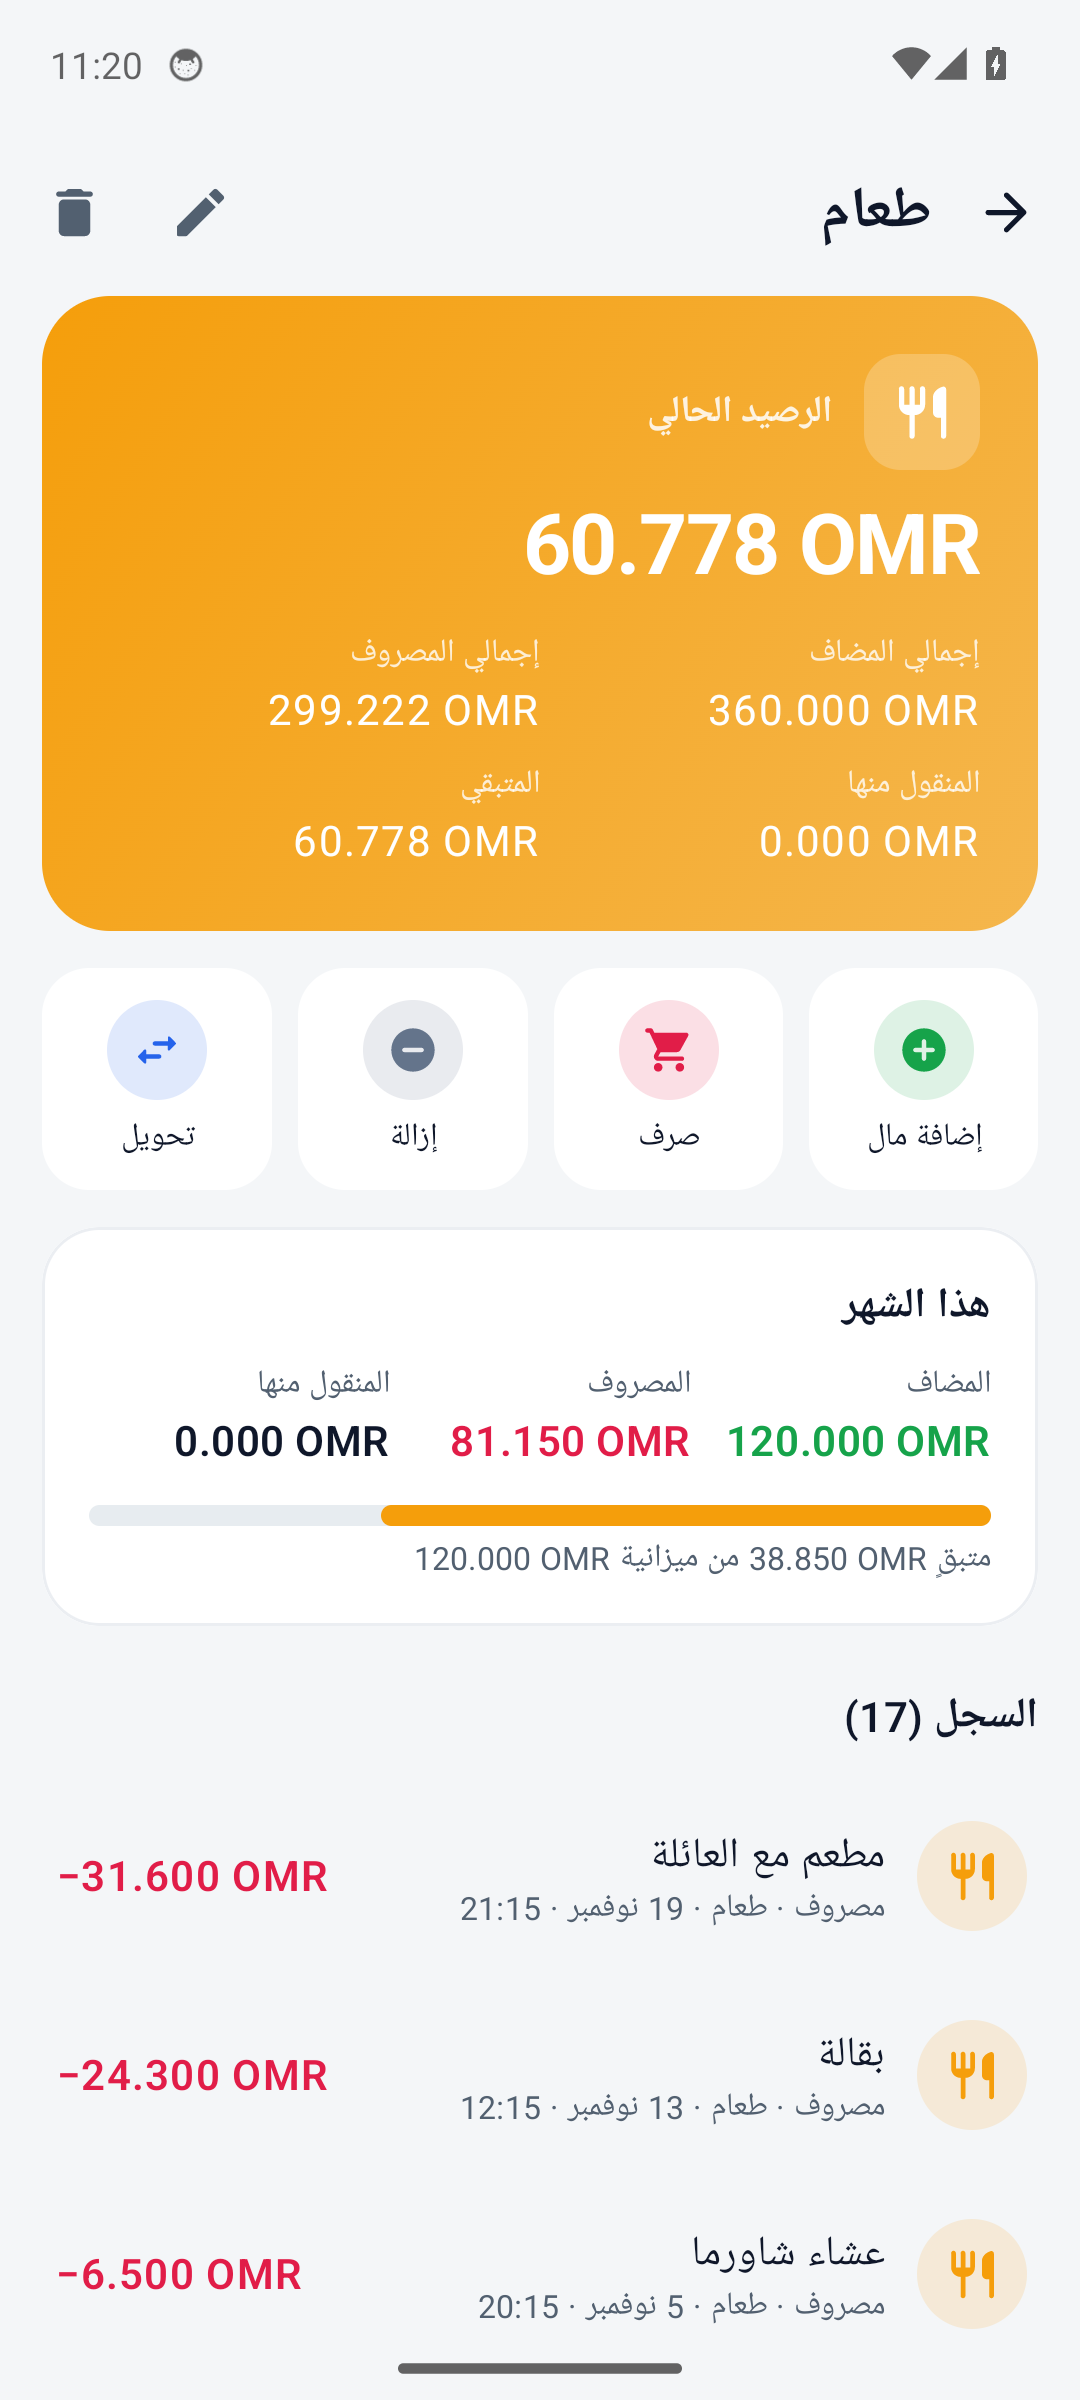 11:20
طعام
الرصيد الحالي
60.778 OMR
إجمالي المضاف
إجمالي المصروف
360.000 OMR
299.222 OMR
المنقول منها
المتبقي
0.000 OMR
60.778 OMR
إضافة مال
صرف
إزالة
تحويل
هذا الشهر
المضاف
المصروف
المنقول منها
120.000 OMR
81.150 OMR
0.000 OMR
متبقٍ 38.850 OMR من ميزانية 120.000 OMR
السجل (17)
مطعم مع العائلة
مصروف · طعام · 19 نوفمبر · 21:15
−31.600 OMR
بقالة
مصروف · طعام · 13 نوفمبر · 12:15
−24.300 OMR
عشاء شاورما
مصروف · طعام · 5 نوفمبر · 20:15
−6.500 OMR